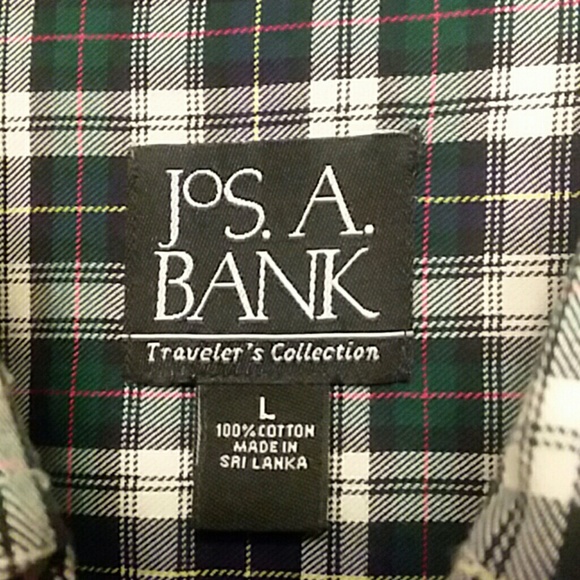 JOS. A.
BANK
Traveler's Collection
L
100% COTTON
MADE IN
SRI LANKA